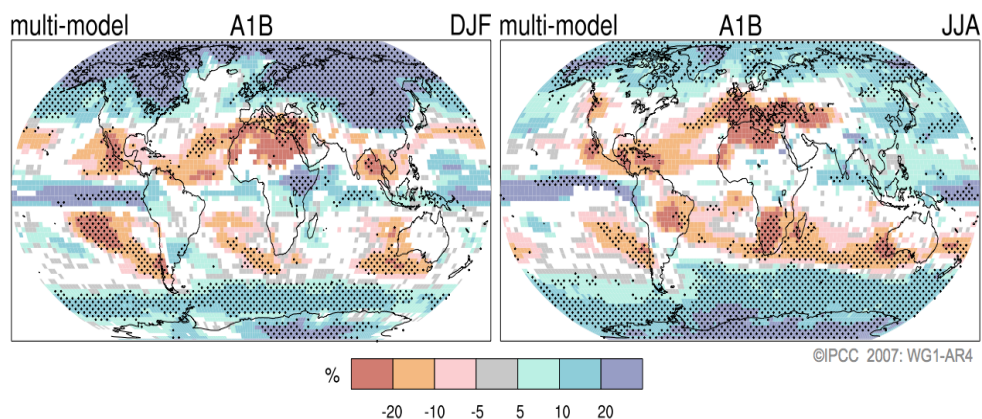 multi-model A1B DJF
multi-model A1B JJA
©IPCC 2007: WG1-AR4
%
-20 -10 -5 5 10 20